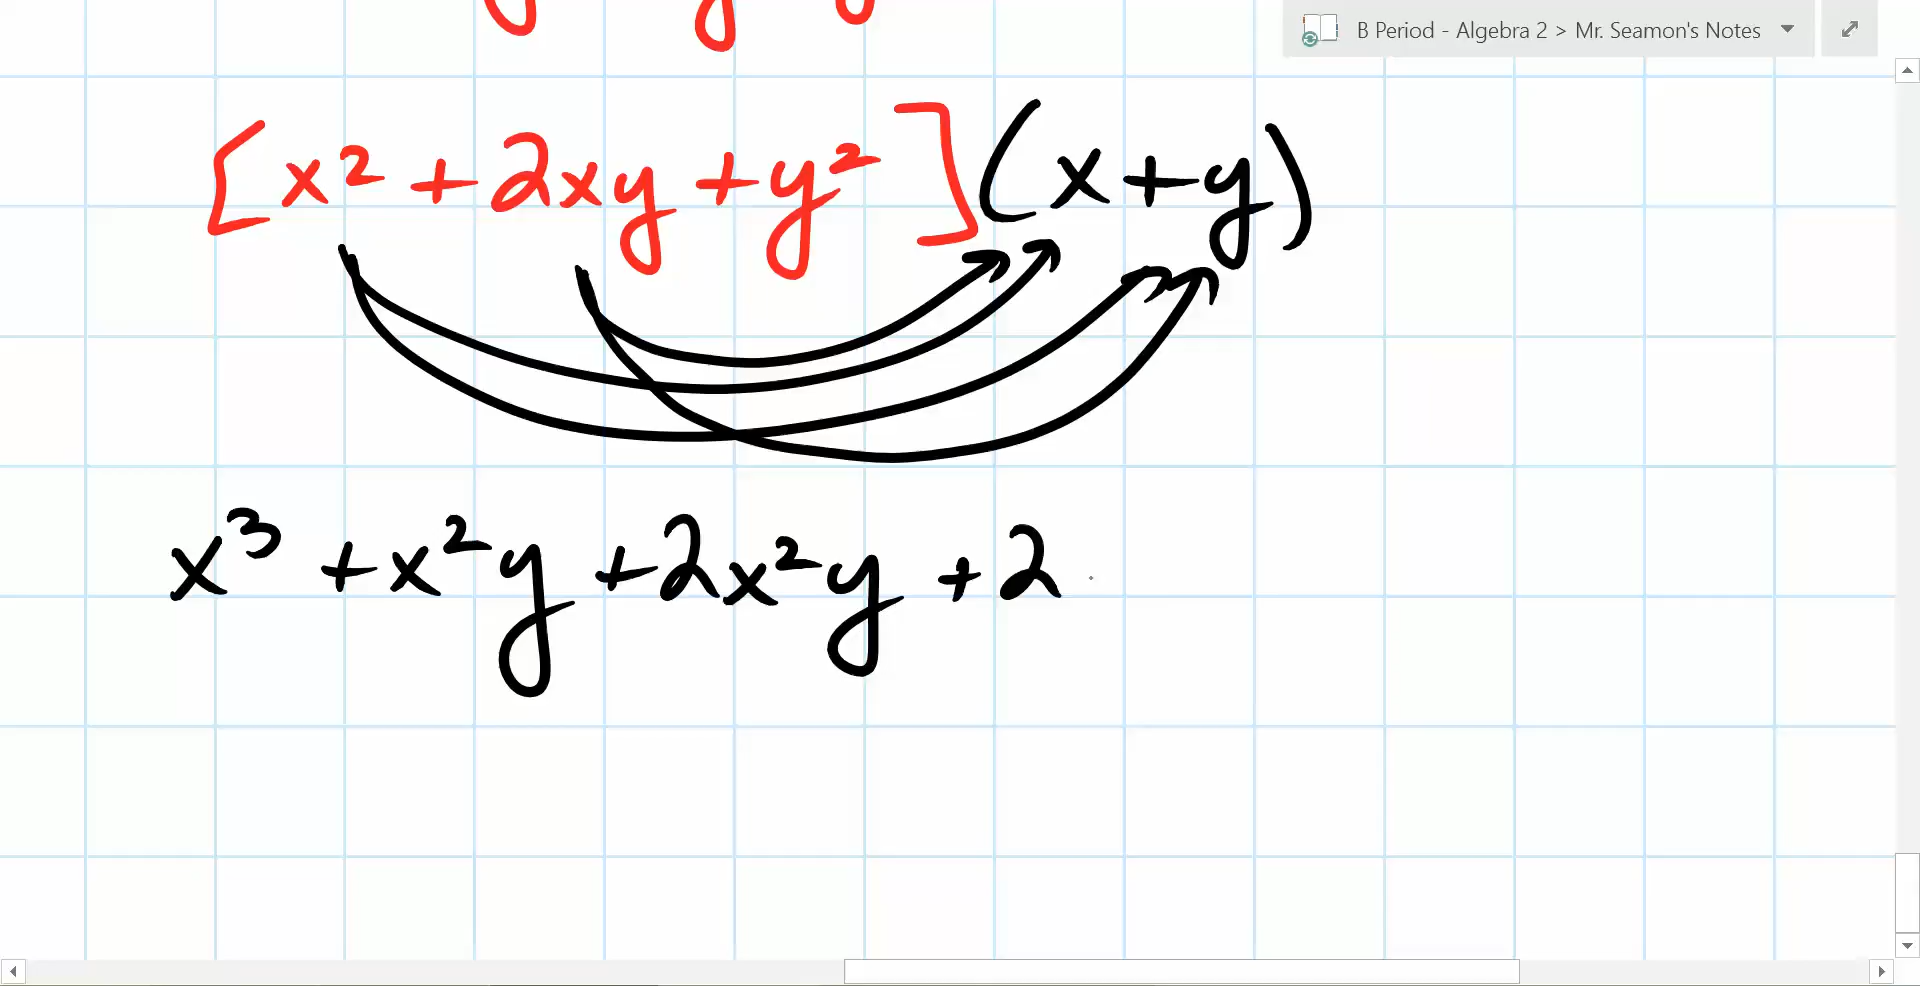 B Period - Algebra 2 > Mr. Seamon's Notes
[x² + 2xy + y²](x + y)
x³ + x²y + 2x²y + 2